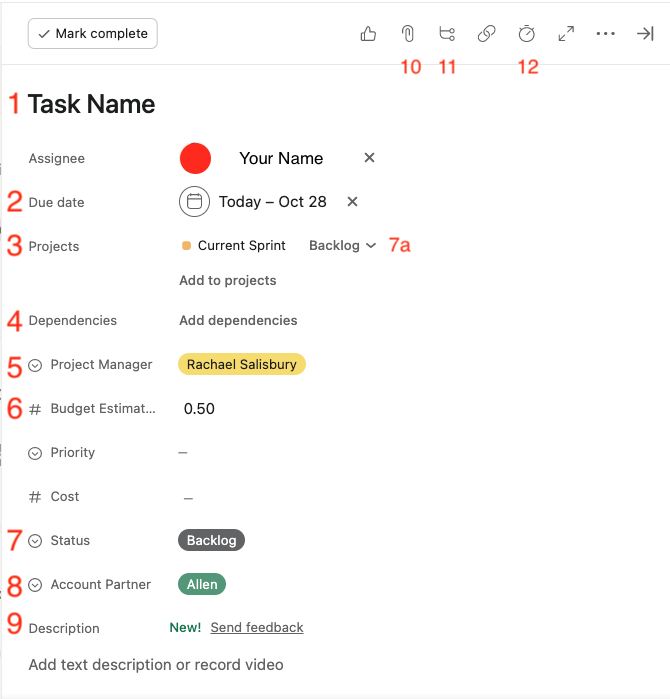 Mark complete
10 11 12
1 Task Name
Assignee Your Name
2 Due date Today – Oct 28
3 Projects Current Sprint Backlog 7a
Add to projects
4 Dependencies Add dependencies
5 Project Manager Rachael Salisbury
6 # Budget Estimat... 0.50
Priority –
# Cost –
7 Status Backlog
8 Account Partner Allen
9 Description New! Send feedback
Add text description or record video